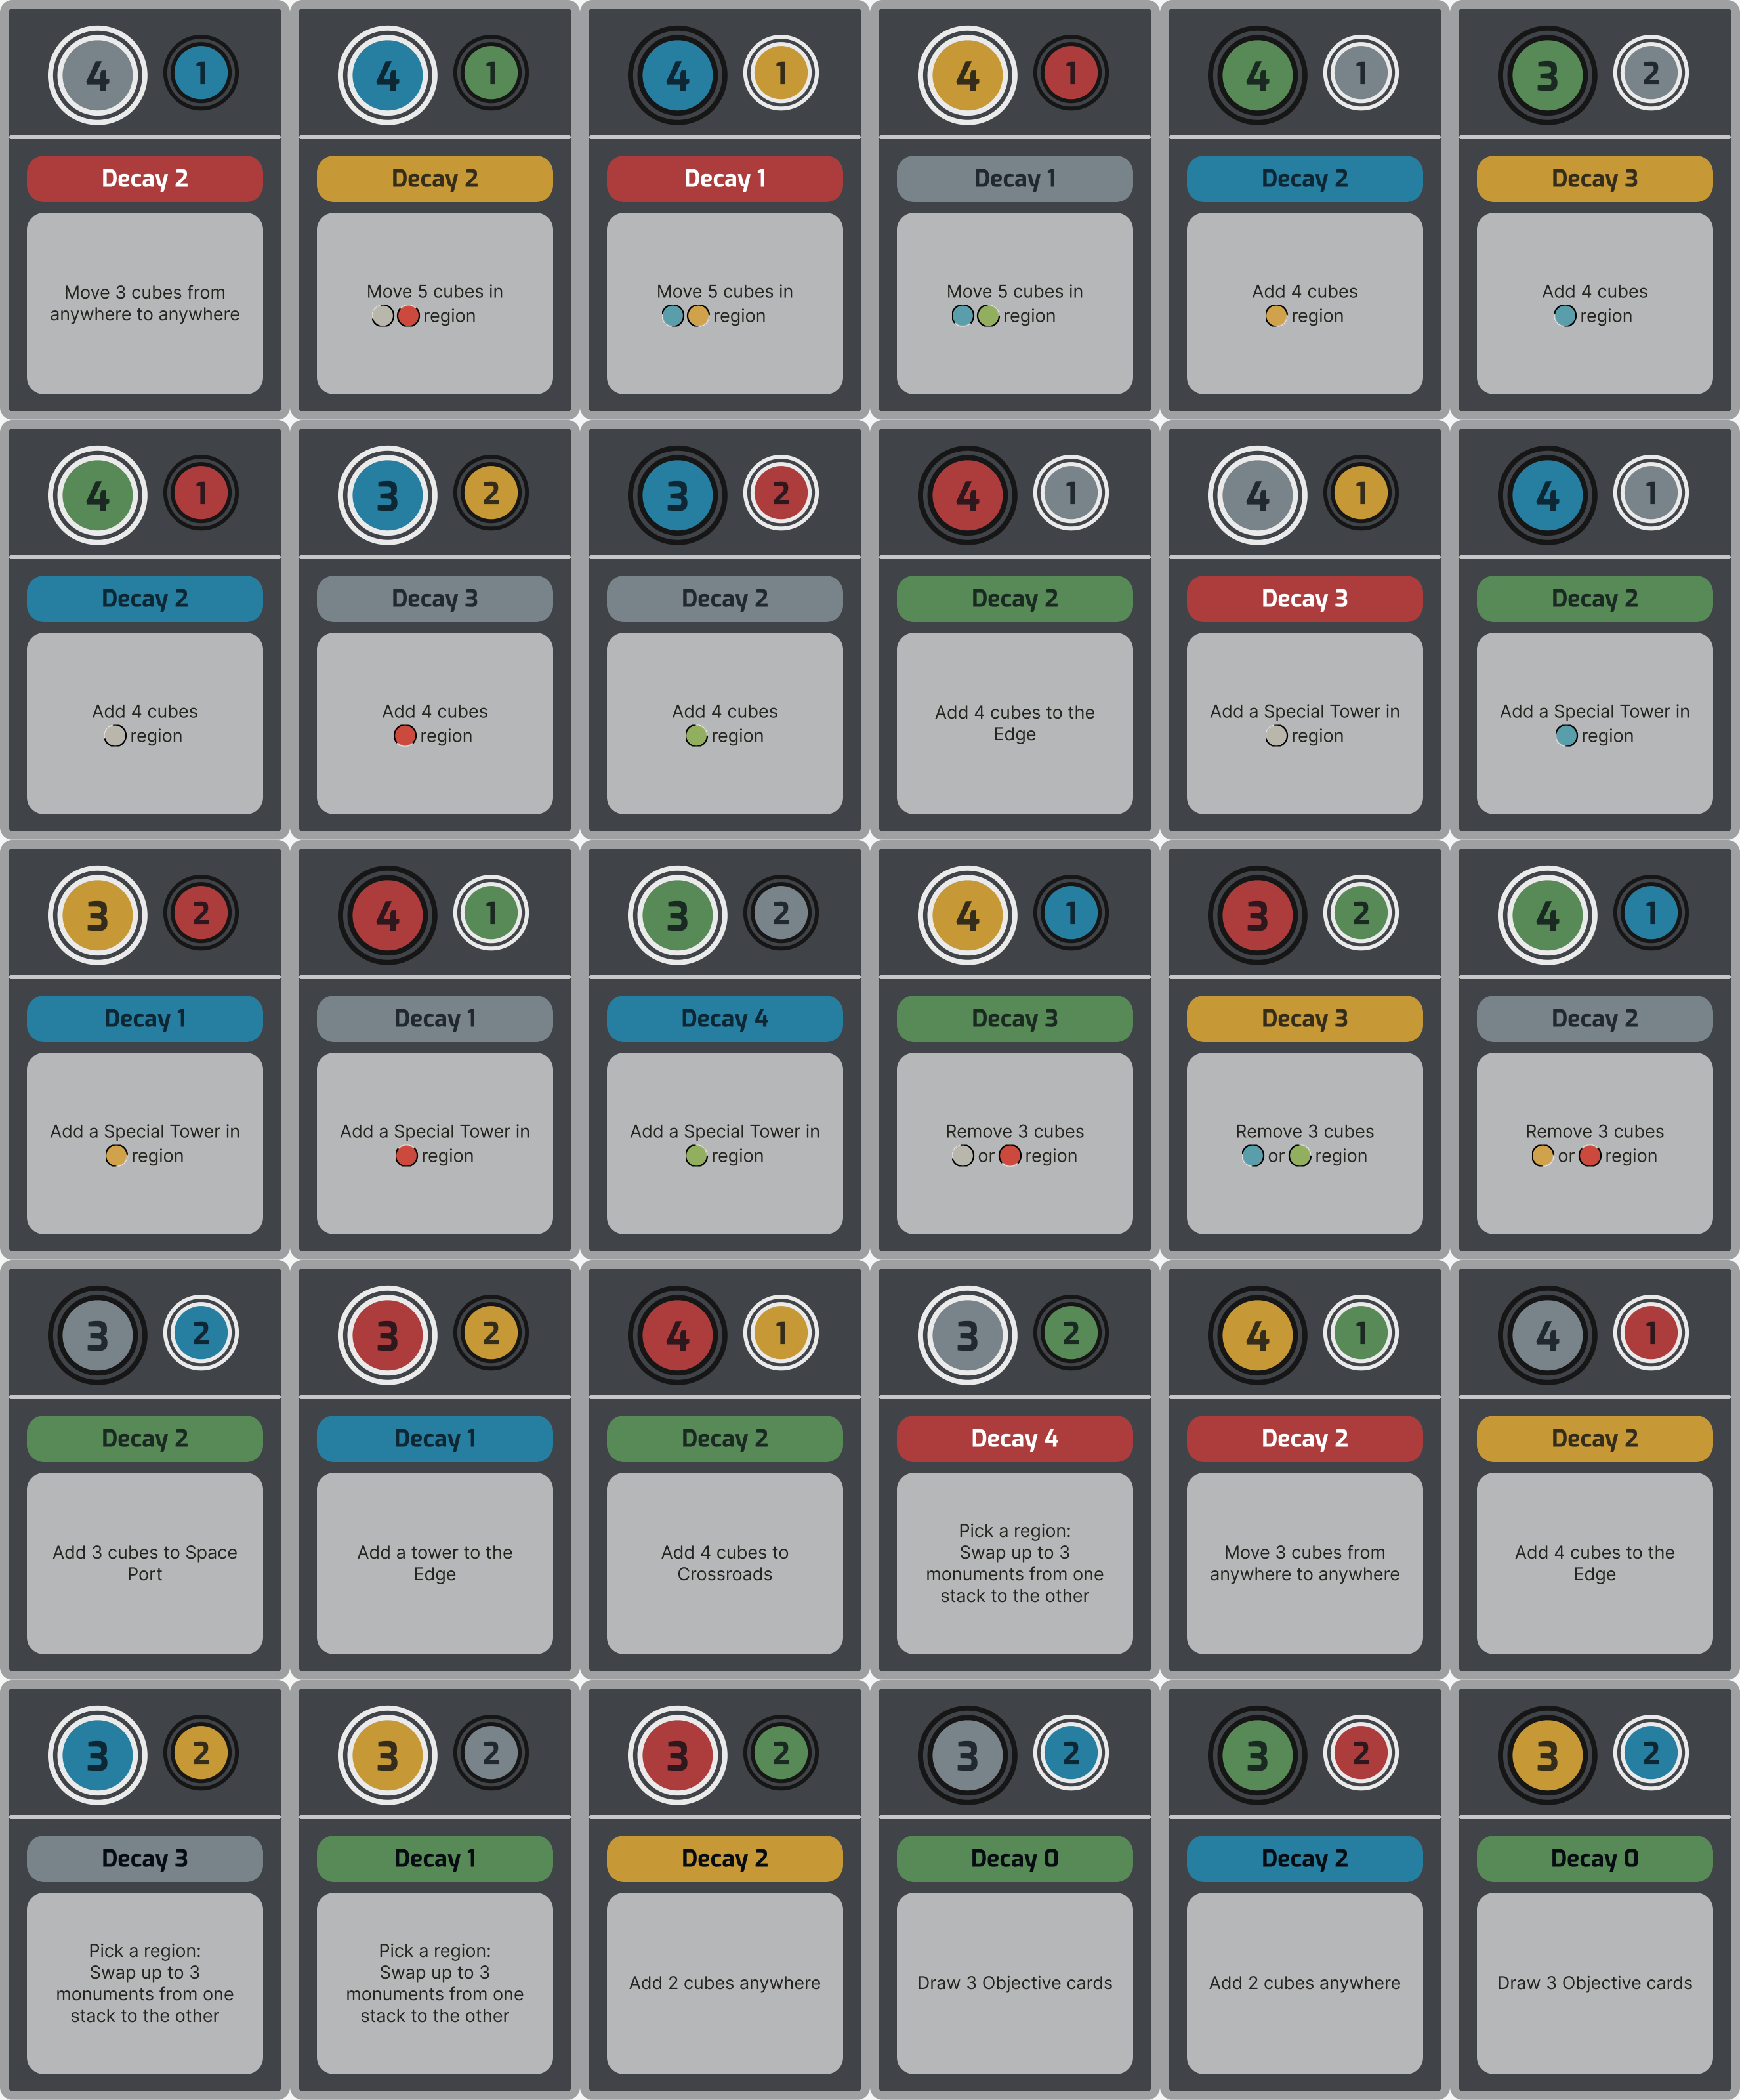 4 1
Decay 2
Move 3 cubes from
anywhere to anywhere
4 1
Decay 2
Move 5 cubes in
region
4 1
Decay 1
Move 5 cubes in
region
4 1
Decay 1
Move 5 cubes in
region
4 1
Decay 2
Add 4 cubes
region
3 2
Decay 3
Add 4 cubes
region
4 1
Decay 2
Add 4 cubes
region
3 2
Decay 3
Add 4 cubes
region
3 2
Decay 2
Add 4 cubes
region
4 1
Decay 2
Add 4 cubes to the
Edge
4 1
Decay 3
Add a Special Tower in
region
4 1
Decay 2
Add a Special Tower in
region
3 2
Decay 1
Add a Special Tower in
region
4 1
Decay 1
Add a Special Tower in
region
3 2
Decay 4
Add a Special Tower in
region
4 1
Decay 3
Remove 3 cubes
or region
3 2
Decay 3
Remove 3 cubes
or region
4 1
Decay 2
Remove 3 cubes
or region
3 2
Decay 2
Add 3 cubes to Space
Port
3 2
Decay 1
Add a tower to the
Edge
4 1
Decay 2
Add 4 cubes to
Crossroads
3 2
Decay 4
Pick a region:
Swap up to 3
monuments from one
stack to the other
4 1
Decay 2
Move 3 cubes from
anywhere to anywhere
4 1
Decay 2
Add 4 cubes to the
Edge
3 2
Decay 3
Pick a region:
Swap up to 3
monuments from one
stack to the other
3 2
Decay 1
Pick a region:
Swap up to 3
monuments from one
stack to the other
3 2
Decay 2
Add 2 cubes anywhere
3 2
Decay 0
Draw 3 Objective cards
3 2
Decay 2
Add 2 cubes anywhere
3 2
Decay 0
Draw 3 Objective cards